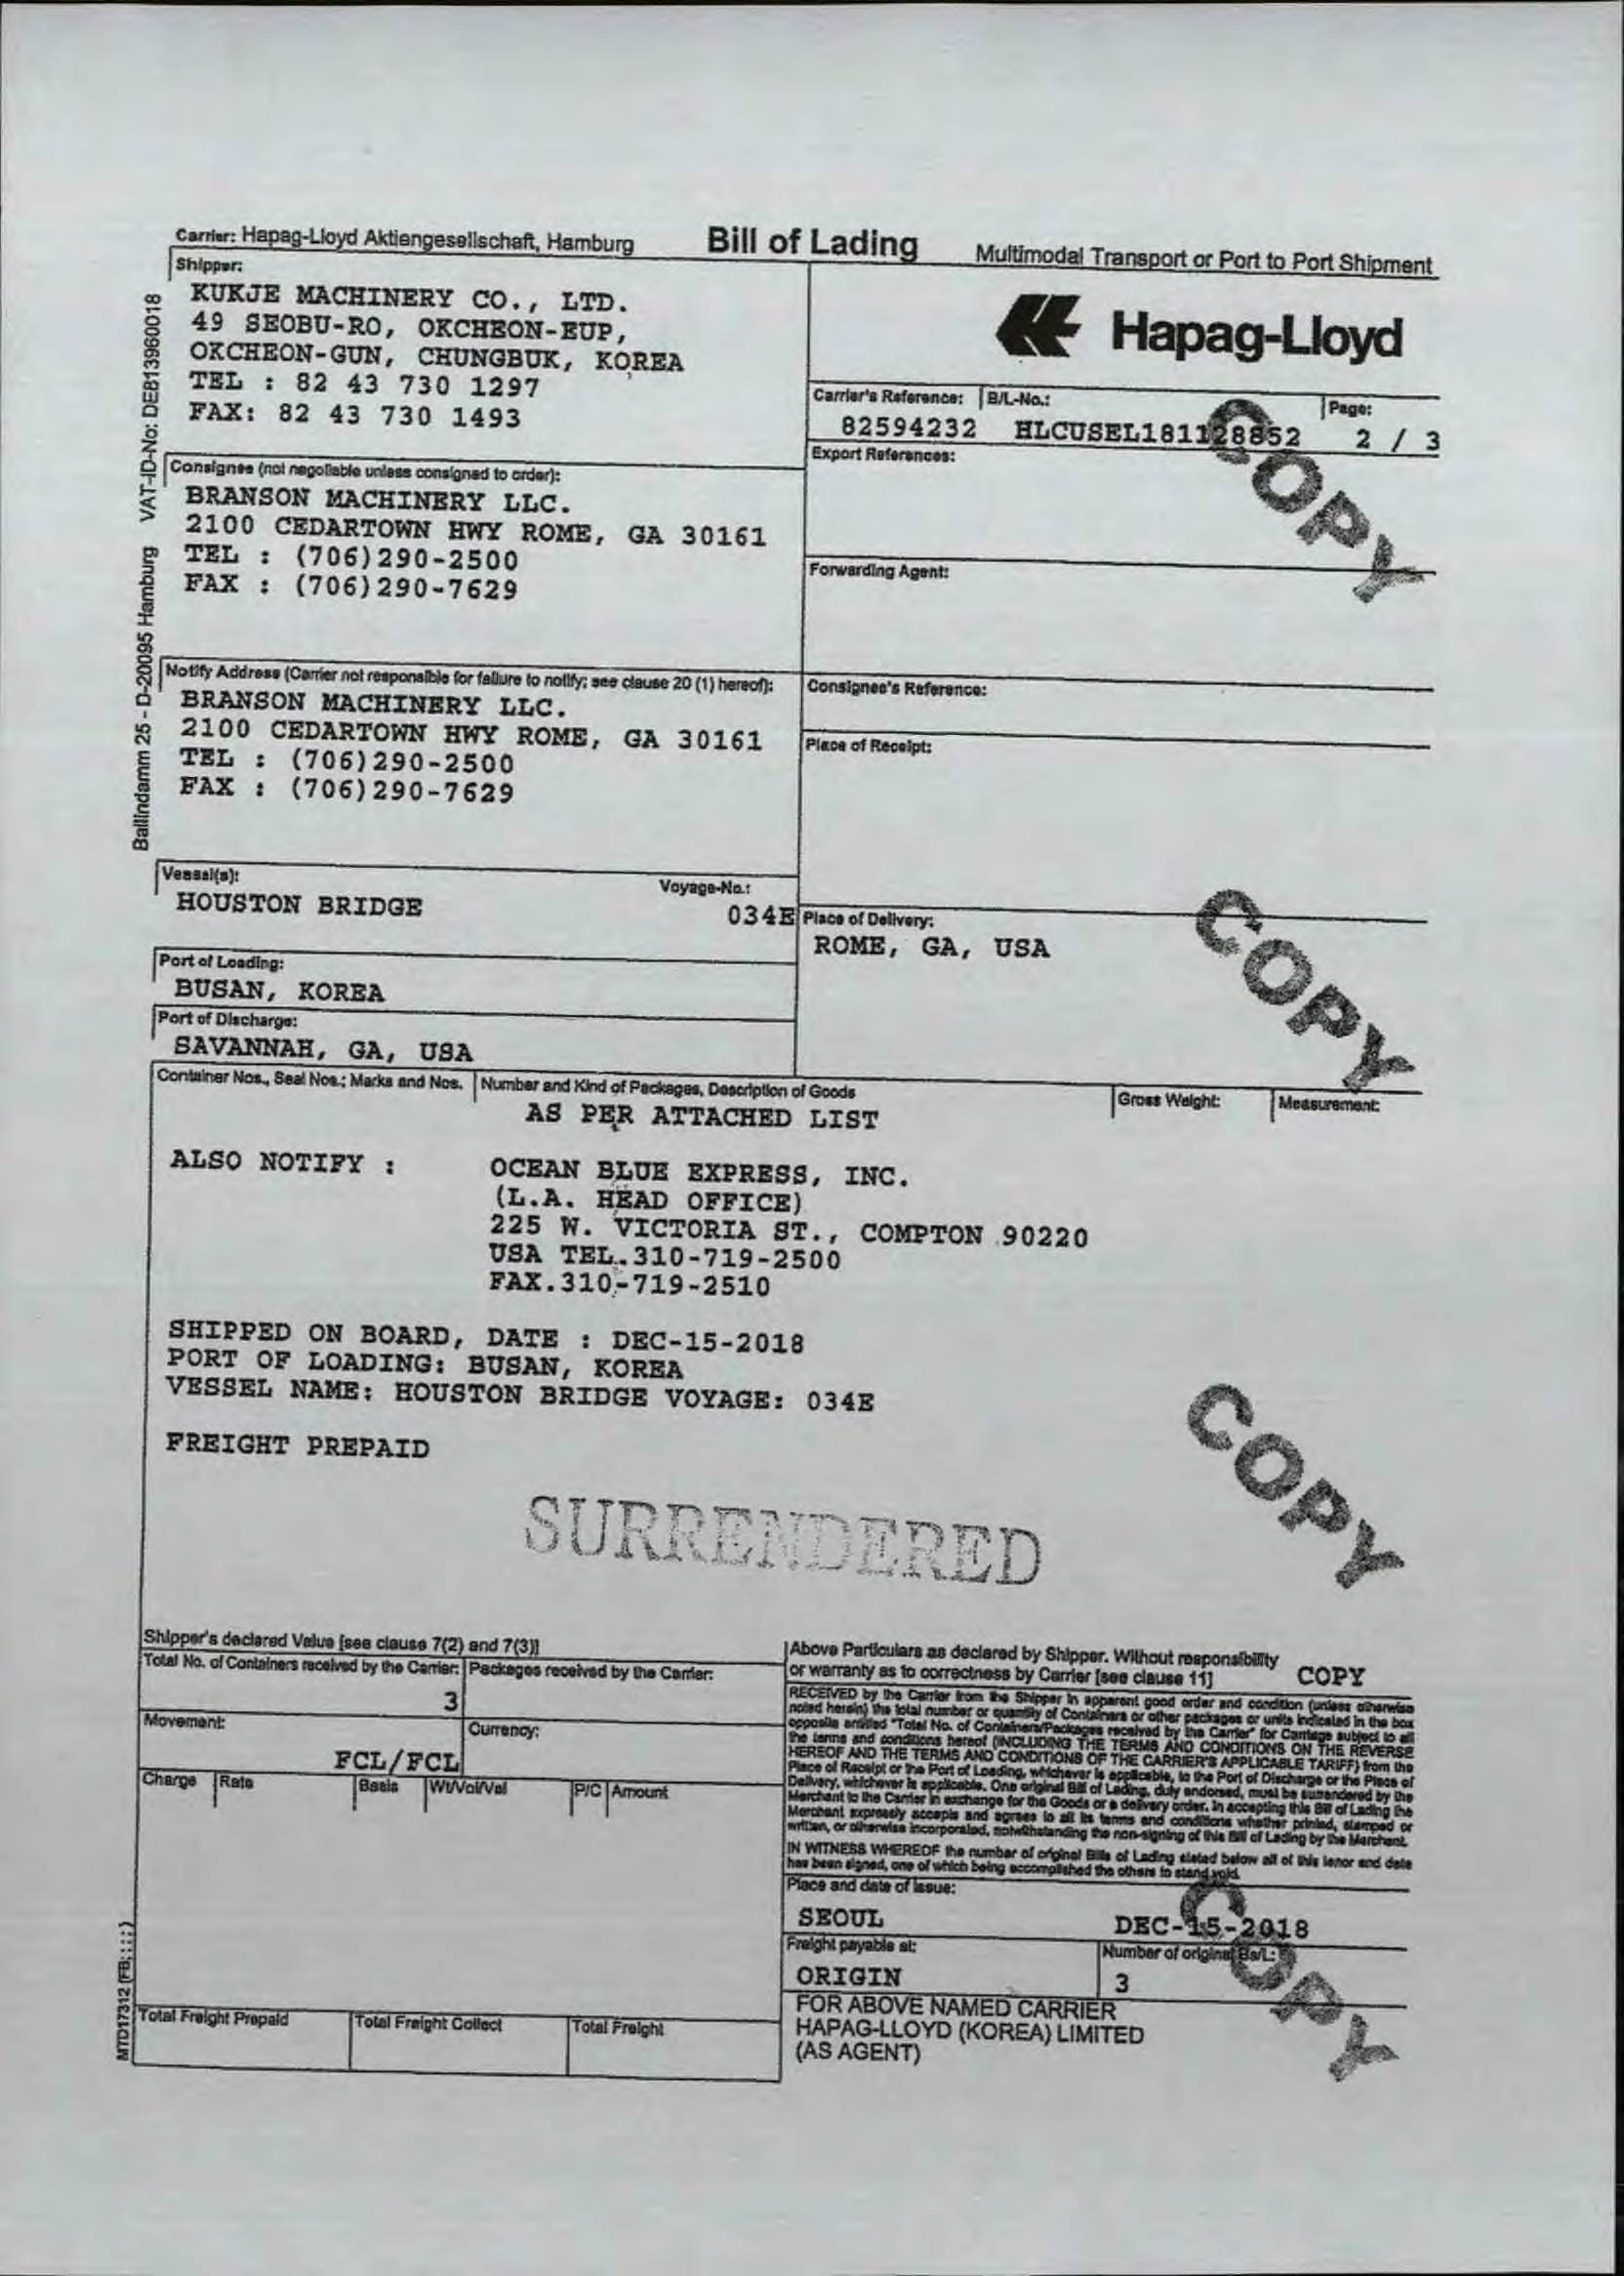 Carrier: Hapag-Lloyd Aktiengesellschaft, Hamburg
Bill of Lading
Multimodal Transport or Port to Port Shipment
Shipper:
KUKJE MACHINERY CO., LTD.
49 SEOBU-RO, OKCHEON-EUP,
OKCHEON-GUN, CHUNGBUK, KOREA
TEL : 82 43 730 1297
FAX: 82 43 730 1493
Hapag-Lloyd
Carrier's Reference: B/L-No.: Page:
82594232 HLCUSEL181128852 2 / 3
Export References:
Consignee (not negotiable unless consigned to order):
BRANSON MACHINERY LLC.
2100 CEDARTOWN HWY ROME, GA 30161
TEL : (706)290-2500
FAX : (706)290-7629
Forwarding Agent:
Notify Address (Carrier not responsible for failure to notify; see clause 20 (1) hereof):
BRANSON MACHINERY LLC.
2100 CEDARTOWN HWY ROME, GA 30161
TEL : (706)290-2500
FAX : (706)290-7629
Consignee's Reference:
Place of Receipt:
Ballindamm 25 - D-20095 Hamburg VAT-ID-No: DE813960018
Vessel(s): Voyage-No.:
HOUSTON BRIDGE 034E
Place of Delivery:
ROME, GA, USA
Port of Loading:
BUSAN, KOREA
Port of Discharge:
SAVANNAH, GA, USA
Container Nos., Seal Nos.; Marks and Nos. Number and Kind of Packages, Description of Goods Gross Weight: Measurement:
AS PER ATTACHED LIST
ALSO NOTIFY : OCEAN BLUE EXPRESS, INC.
(L.A. HEAD OFFICE)
225 W. VICTORIA ST., COMPTON 90220
USA TEL.310-719-2500
FAX.310-719-2510
SHIPPED ON BOARD, DATE : DEC-15-2018
PORT OF LOADING: BUSAN, KOREA
VESSEL NAME: HOUSTON BRIDGE VOYAGE: 034E
FREIGHT PREPAID
SURRENDERED
COPY
COPY
COPY
COPY
Shipper's declared Value [see clause 7(2) and 7(3)]
Total No. of Containers received by the Carrier: Packages received by the Carrier:
3
Movement: Currency:
FCL/FCL
Charge Rate Basis Wt/Vol/Val P/C Amount
Total Freight Prepaid Total Freight Collect Total Freight
MTD17312 (FB::::)
Above Particulars as declared by Shipper. Without responsibility
or warranty as to correctness by Carrier [see clause 11] COPY
RECEIVED by the Carrier from the Shipper in apparent good order and condition (unless otherwise
noted herein) the total number or quantity of Containers or other packages or units indicated in the box
opposite entitled "Total No. of Containers/Packages received by the Carrier" for Carriage subject to all
the terms and conditions hereof (INCLUDING THE TERMS AND CONDITIONS ON THE REVERSE
HEREOF AND THE TERMS AND CONDITIONS OF THE CARRIER'S APPLICABLE TARIFF) from the
Place of Receipt or the Port of Loading, whichever is applicable, to the Port of Discharge or the Place of
Delivery, whichever is applicable. One original Bill of Lading, duly endorsed, must be surrendered by the
Merchant to the Carrier in exchange for the Goods or a delivery order. In accepting this Bill of Lading the
Merchant expressly accepts and agrees to all its terms and conditions whether printed, stamped or
written, or otherwise incorporated, notwithstanding the non-signing of this Bill of Lading by the Merchant.
IN WITNESS WHEREOF the number of original Bills of Lading stated below all of this tenor and date
has been signed, one of which being accomplished the others to stand void.
Place and date of issue:
SEOUL DEC-15-2018
Freight payable at: Number of original Bs/L:
ORIGIN 3
FOR ABOVE NAMED CARRIER
HAPAG-LLOYD (KOREA) LIMITED
(AS AGENT)